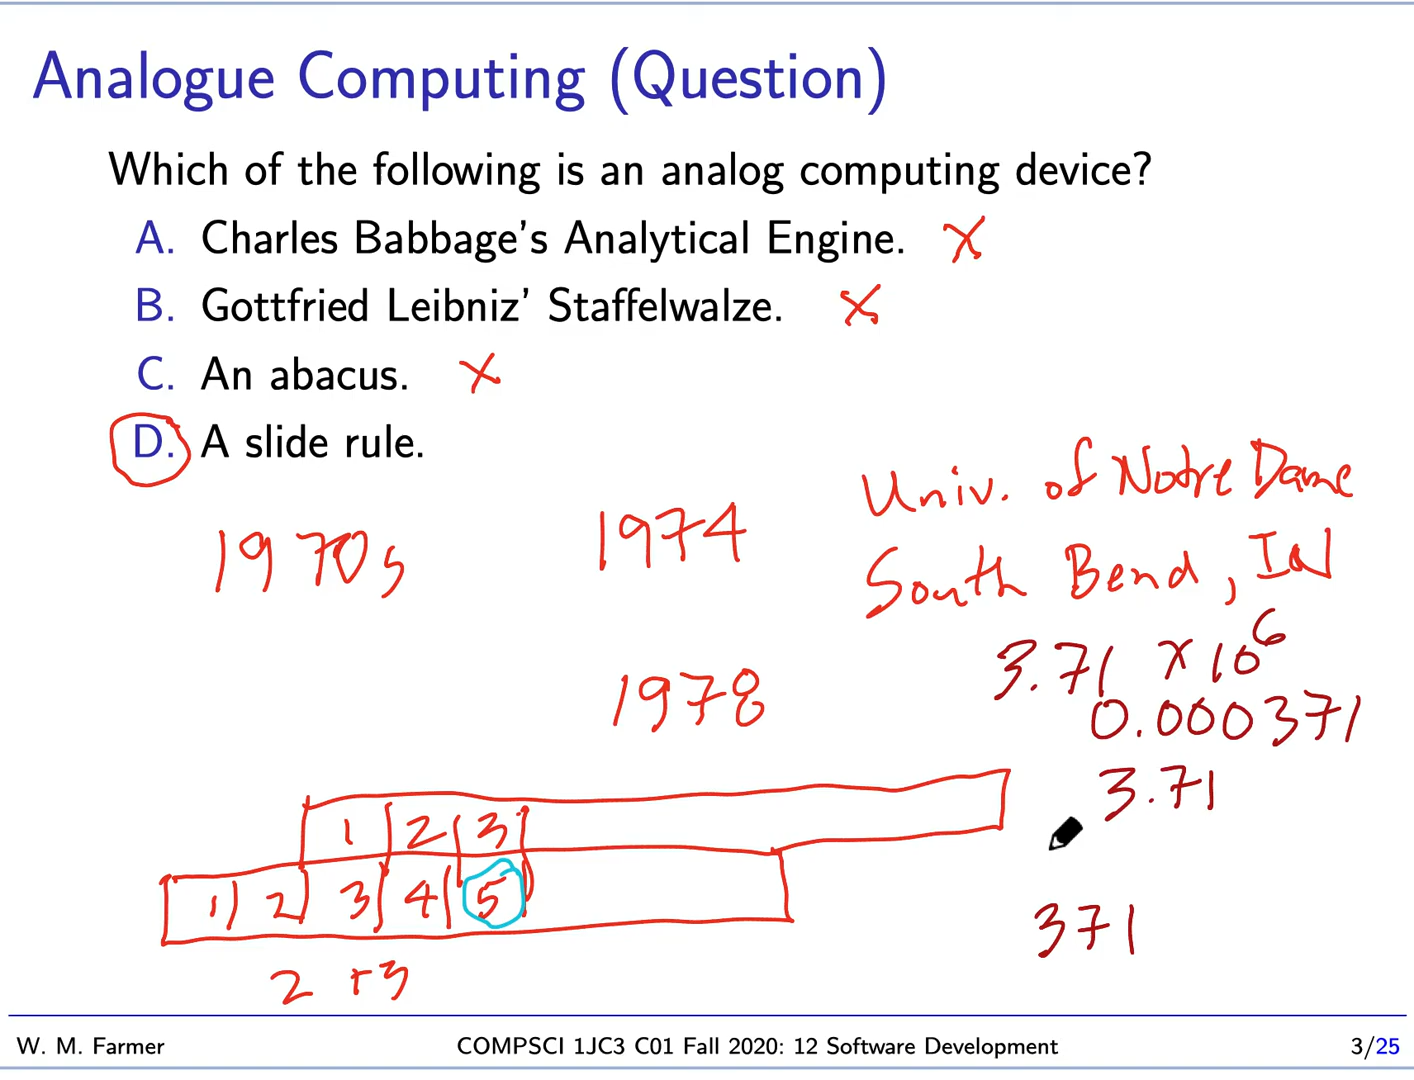 Analogue Computing (Question)
Which of the following is an analog computing device?
A. Charles Babbage's Analytical Engine. X
B. Gottfried Leibniz' Staffelwalze. X
C. An abacus. X
D. A slide rule.
Univ. of Notre Dame
South Bend, IN
1970s
1974
1978
3.71 x 10^6
0.000371
3.71
371
1 2 3
1 2 3 4 5
2 + 3
W. M. Farmer
COMPSCI 1JC3 C01 Fall 2020: 12 Software Development
3/25